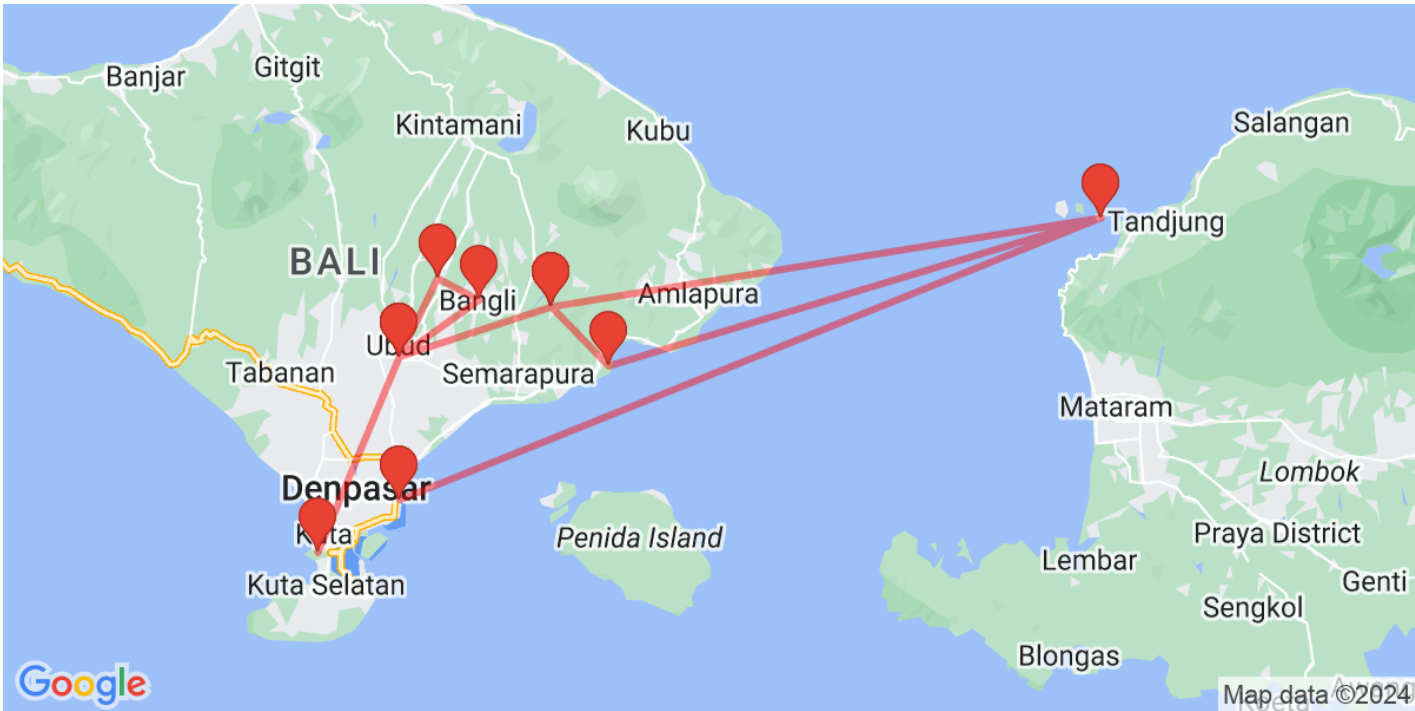 Banjar
Gitgit
Kintamani
Kubu
Salangan
BALI
Tandjung
Bangli
Amlapura
Ubud
Tabanan
Semarapura
Mataram
Denpasar
Lombok
Kuta
Penida Island
Praya District
Kuta Selatan
Lembar
Genti
Sengkol
Blongas
Google
Map data ©2024